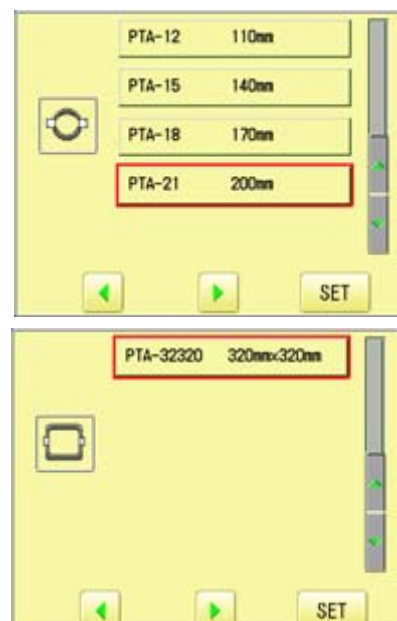 PTA-12 110mm
PTA-15 140mm
PTA-18 170mm
PTA-21 200mm
SET
PTA-32320 320mm×320mm
SET